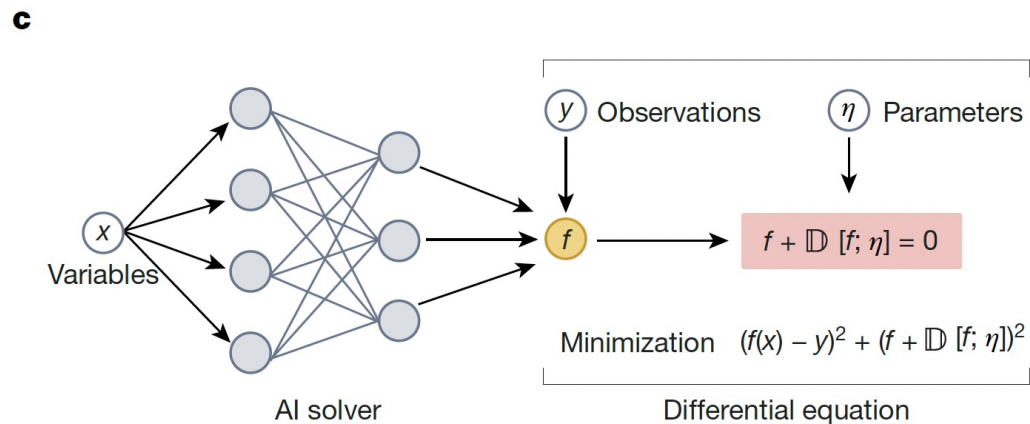 c
y Observations
η Parameters
x
Variables
f
f + 𝔻 [f; η] = 0
Minimization (f(x) – y)² + (f + 𝔻 [f; η])²
AI solver
Differential equation